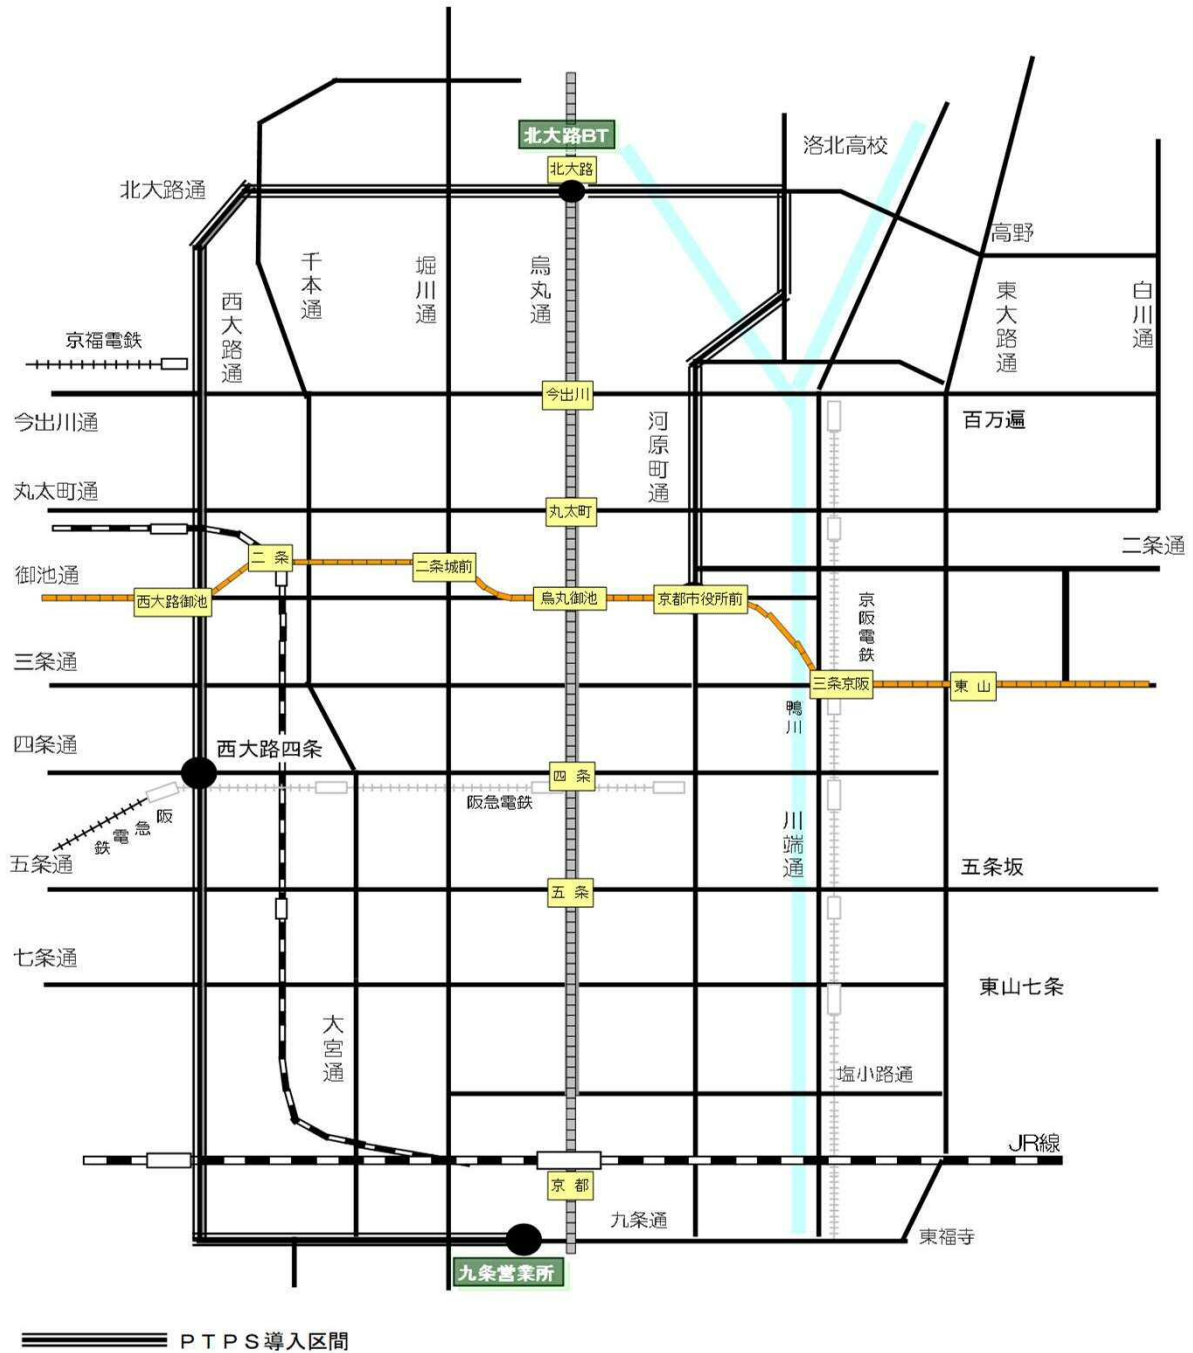 北大路BT
洛北高校
北大路
北大路通
高野
千本通
堀川通
烏丸通
西大路通
東大路通
白川通
京福電鉄
今出川
今出川通
河原町通
百万遍
丸太町通
丸太町
二条通
二条
二条城前
御池通
西大路御池
烏丸御池
京都市役所前
京阪電鉄
三条通
三条京阪
東山
鴨川
四条通
西大路四条
四条
阪急電鉄
阪急電鉄
川端通
五条通
五条坂
五条
七条通
東山七条
大宮通
塩小路通
JR線
京都
九条通
東福寺
九条営業所
PTPS導入区間